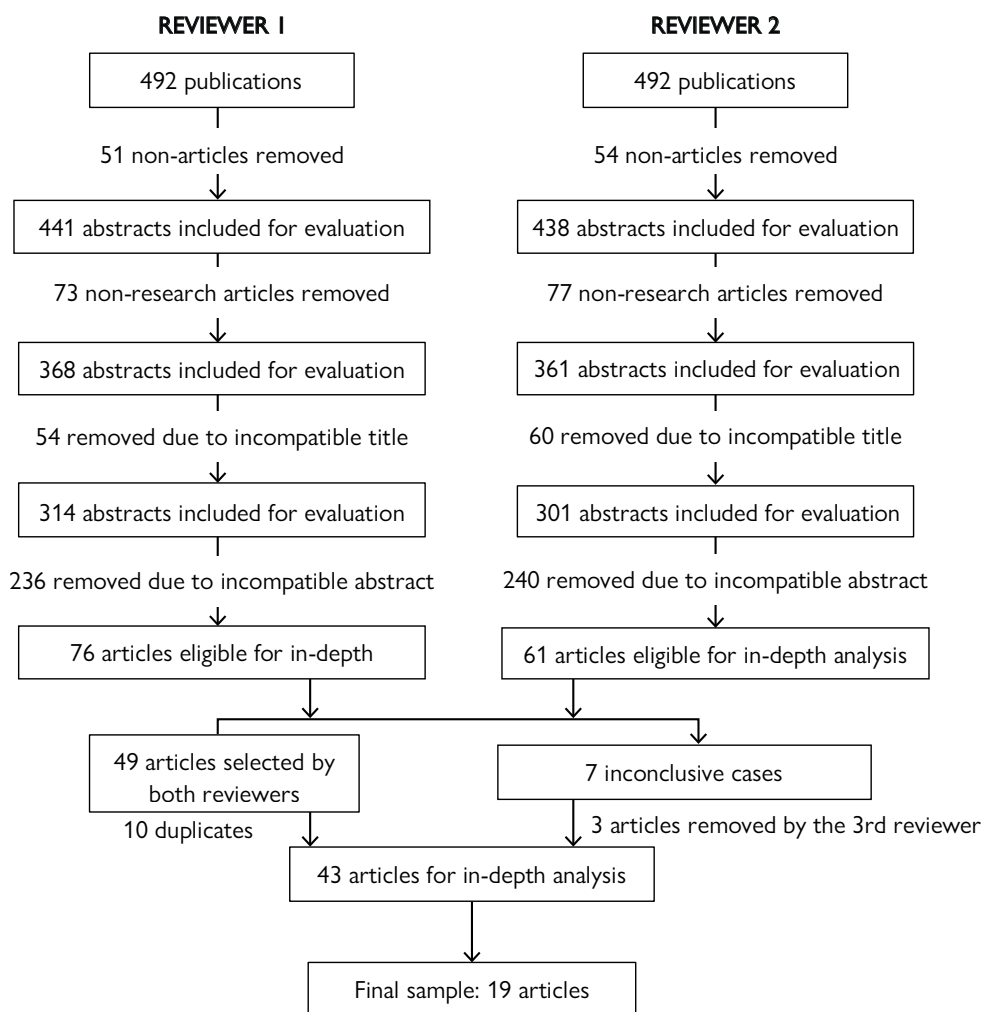 REVIEWER 1
492 publications
51 non-articles removed
441 abstracts included for evaluation
73 non-research articles removed
368 abstracts included for evaluation
54 removed due to incompatible title
314 abstracts included for evaluation
236 removed due to incompatible abstract
76 articles eligible for in-depth
REVIEWER 2
492 publications
54 non-articles removed
438 abstracts included for evaluation
77 non-research articles removed
361 abstracts included for evaluation
60 removed due to incompatible title
301 abstracts included for evaluation
240 removed due to incompatible abstract
61 articles eligible for in-depth analysis
49 articles selected by
both reviewers
10 duplicates
7 inconclusive cases
3 articles removed by the 3rd reviewer
43 articles for in-depth analysis
Final sample: 19 articles